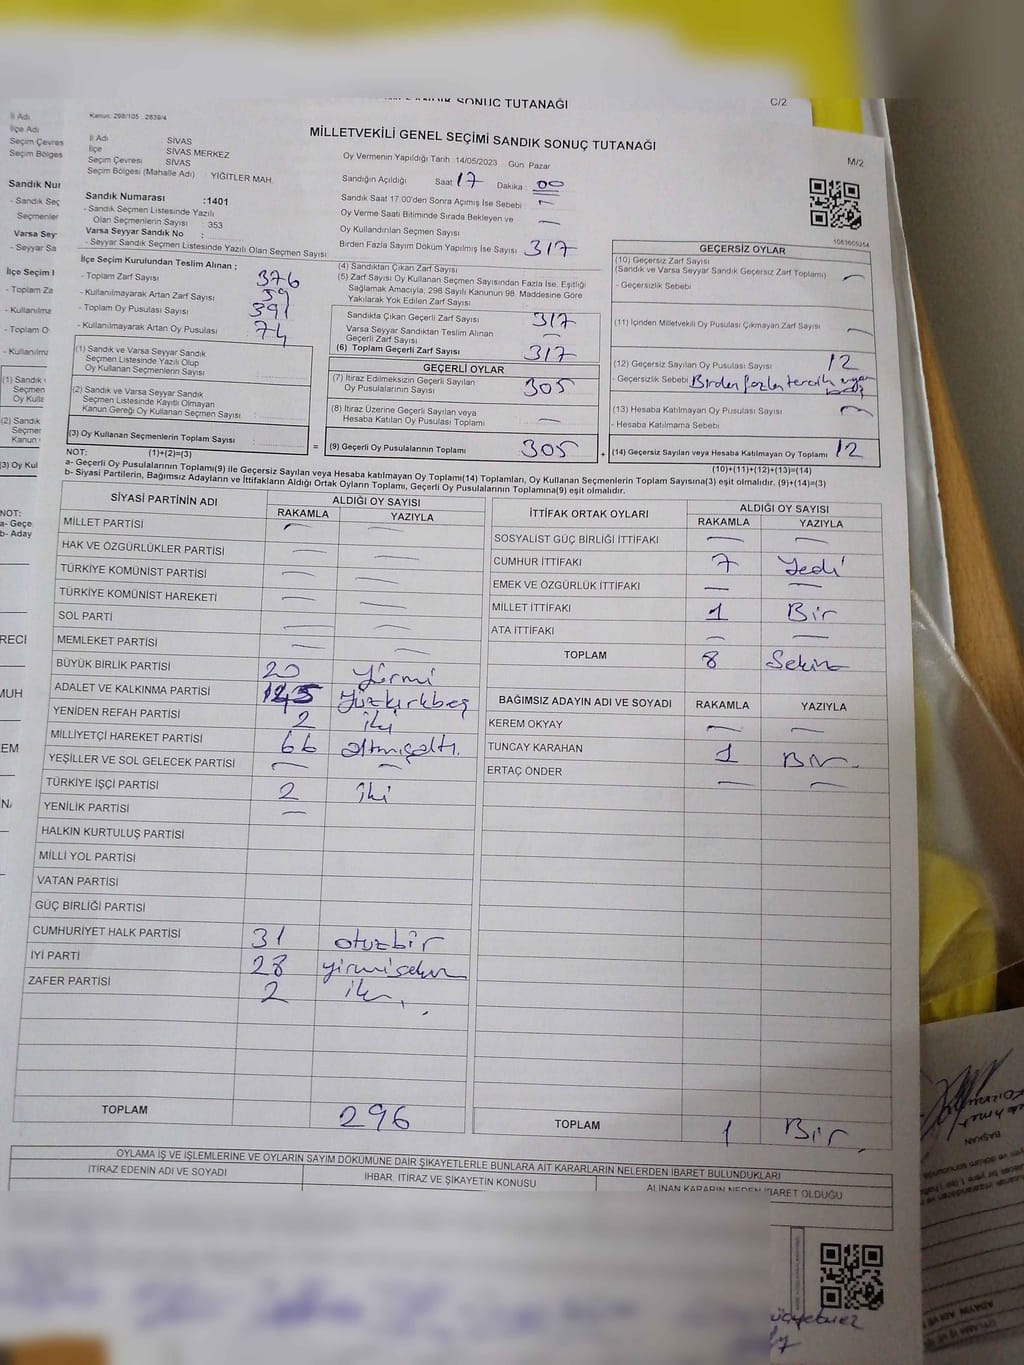 SONUÇ TUTANAĞI
C/2
Kanun, 298/105 , 2839/4
MİLLETVEKİLİ GENEL SEÇİMİ SANDIK SONUÇ TUTANAĞI
M/2
İl Adı : SİVAS
İlçe : SİVAS MERKEZ
Seçim Çevresi : SİVAS
Seçim Bölgesi (Mahalle Adı) YİĞİTLER MAH.
Oy Vermenin Yapıldığı Tarih :14/05/2023 Gün: Pazar
Sandığın Açıldığı Saat 17 Dakika : 00
Sandık Saat 17.00'den Sonra Açımış İse Sebebi : —
Oy Verme Saati Bitiminde Sırada Bekleyen ve
Oy Kullandırılan Seçmen Sayısı —
Birden Fazla Sayım Döküm Yapılmış İse Sayısı 317
1081655254
Sandık Numarası :1401
- Sandık Seçmen Listesinde Yazılı
Olan Seçmenlerin Sayısı : 353
Varsa Seyyar Sandık No :
- Seyyar Sandık Seçmen Listesinde Yazılı Olan Seçmen Sayısı
İlçe Seçim Kurulundan Teslim Alınan ;
- Toplam Zarf Sayısı 376
- Kullanılmayarak Artan Zarf Sayısı 59
- Toplam Oy Pusulası Sayısı 391
- Kullanılmayarak Artan Oy Pusulası 74
(1) Sandık ve Varsa Seyyar Sandık
Seçmen Listesinde Yazılı Olup
Oy Kullanan Seçmenlerin Sayısı :
(2) Sandık ve Varsa Seyyar Sandık
Seçmen Listesinde Kayıtlı Olmayan
Kanun Gereği Oy Kullanan Seçmen Sayısı :
(3) Oy Kullanan Seçmenlerin Toplam Sayısı :
(1)+(2)=(3)
(4) Sandıktan Çıkan Zarf Sayısı
(5) Zarf Sayısı Oy Kullanan Seçmen Sayısından Fazla İse, Eşitliği
Sağlamak Amacıyla, 298 Sayılı Kanunun 98. Maddesine Göre
Yakılarak Yok Edilen Zarf Sayısı
Sandıkta Çıkan Geçerli Zarf Sayısı 317
Varsa Seyyar Sandıktan Teslim Alınan
Geçerli Zarf Sayısı —
(6) Toplam Geçerli Zarf Sayısı 317
GEÇERLİ OYLAR
(7) İtiraz Edilmeksizin Geçerli Sayılan
Oy Pusulalarının Sayısı 305
(8) İtiraz Üzerine Geçerli Sayılan veya
Hesaba Katılan Oy Pusulası Toplamı —
= (9) Geçerli Oy Pusulalarının Toplamı 305 +
GEÇERSİZ OYLAR
(10) Geçersiz Zarf Sayısı
(Sandık ve Varsa Seyyar Sandık Geçersiz Zarf Toplamı) —
- Geçersizlik Sebebi
(11) İçinden Milletvekili Oy Pusulası Çıkmayan Zarf Sayısı —
(12) Geçersiz Sayılan Oy Pusulası Sayısı 12
- Geçersizlik Sebebi Birden fazla tercih
(13) Hesaba Katılmayan Oy Pusulası Sayısı —
- Hesaba Katılmama Sebebi
(14) Geçersiz Sayılan veya Hesaba Katılmayan Oy Toplamı 12
(10)+(11)+(12)+(13)=(14)
NOT:
a- Geçerli Oy Pusulalarının Toplamı(9) ile Geçersiz Sayılan veya Hesaba katılmayan Oy Toplamı(14) Toplamları, Oy Kullanan Seçmenlerin Toplam Sayısına(3) eşit olmalıdır. (9)+(14)=(3)
b- Siyasi Partilerin, Bağımsız Adayların ve İttifakların Aldığı Ortak Oyların Toplamı, Geçerli Oy Pusulalarının Toplamına(9) eşit olmalıdır.
SİYASİ PARTİNİN ADI ALDIĞI OY SAYISI
RAKAMLA YAZIYLA
MİLLET PARTİSİ —
HAK VE ÖZGÜRLÜKLER PARTİSİ — —
TÜRKİYE KOMÜNİST PARTİSİ — —
TÜRKİYE KOMÜNİST HAREKETİ — —
SOL PARTİ — —
MEMLEKET PARTİSİ — —
BÜYÜK BİRLİK PARTİSİ 20 yirmi
ADALET VE KALKINMA PARTİSİ 145 yüzkırkbeş
YENİDEN REFAH PARTİSİ 2 iki
MİLLİYETÇİ HAREKET PARTİSİ 66 altmışaltı
YEŞİLLER VE SOL GELECEK PARTİSİ — —
TÜRKİYE İŞÇİ PARTİSİ 2 iki
YENİLİK PARTİSİ —
HALKIN KURTULUŞ PARTİSİ
MİLLİ YOL PARTİSİ
VATAN PARTİSİ
GÜÇ BİRLİĞİ PARTİSİ
CUMHURİYET HALK PARTİSİ 31 otuzbir
İYİ PARTİ 28 yirmisekiz
ZAFER PARTİSİ 2 iki
TOPLAM 296
İTTİFAK ORTAK OYLARI ALDIĞI OY SAYISI
RAKAMLA YAZIYLA
SOSYALİST GÜÇ BİRLİĞİ İTTİFAKI — —
CUMHUR İTTİFAKI 7 Yedi
EMEK VE ÖZGÜRLÜK İTTİFAKI — —
MİLLET İTTİFAKI 1 Bir
ATA İTTİFAKI — —
TOPLAM 8 Sekiz
BAĞIMSIZ ADAYIN ADI VE SOYADI RAKAMLA YAZIYLA
KEREM OKYAY — —
TUNCAY KARAHAN 1 Bir
ERTAÇ ÖNDER — —
TOPLAM 1 Bir
OYLAMA İŞ VE İŞLEMLERİNE VE OYLARIN SAYIM DÖKÜMÜNE DAİR ŞİKAYETLERLE BUNLARA AİT KARARLARIN NELERDEN İBARET BULUNDUKLARI
İTİRAZ EDENİN ADI VE SOYADI İHBAR, İTİRAZ VE ŞİKAYETİN KONUSU ALINAN KARARIN NEDEN İBARET OLDUĞU
BAŞKAN